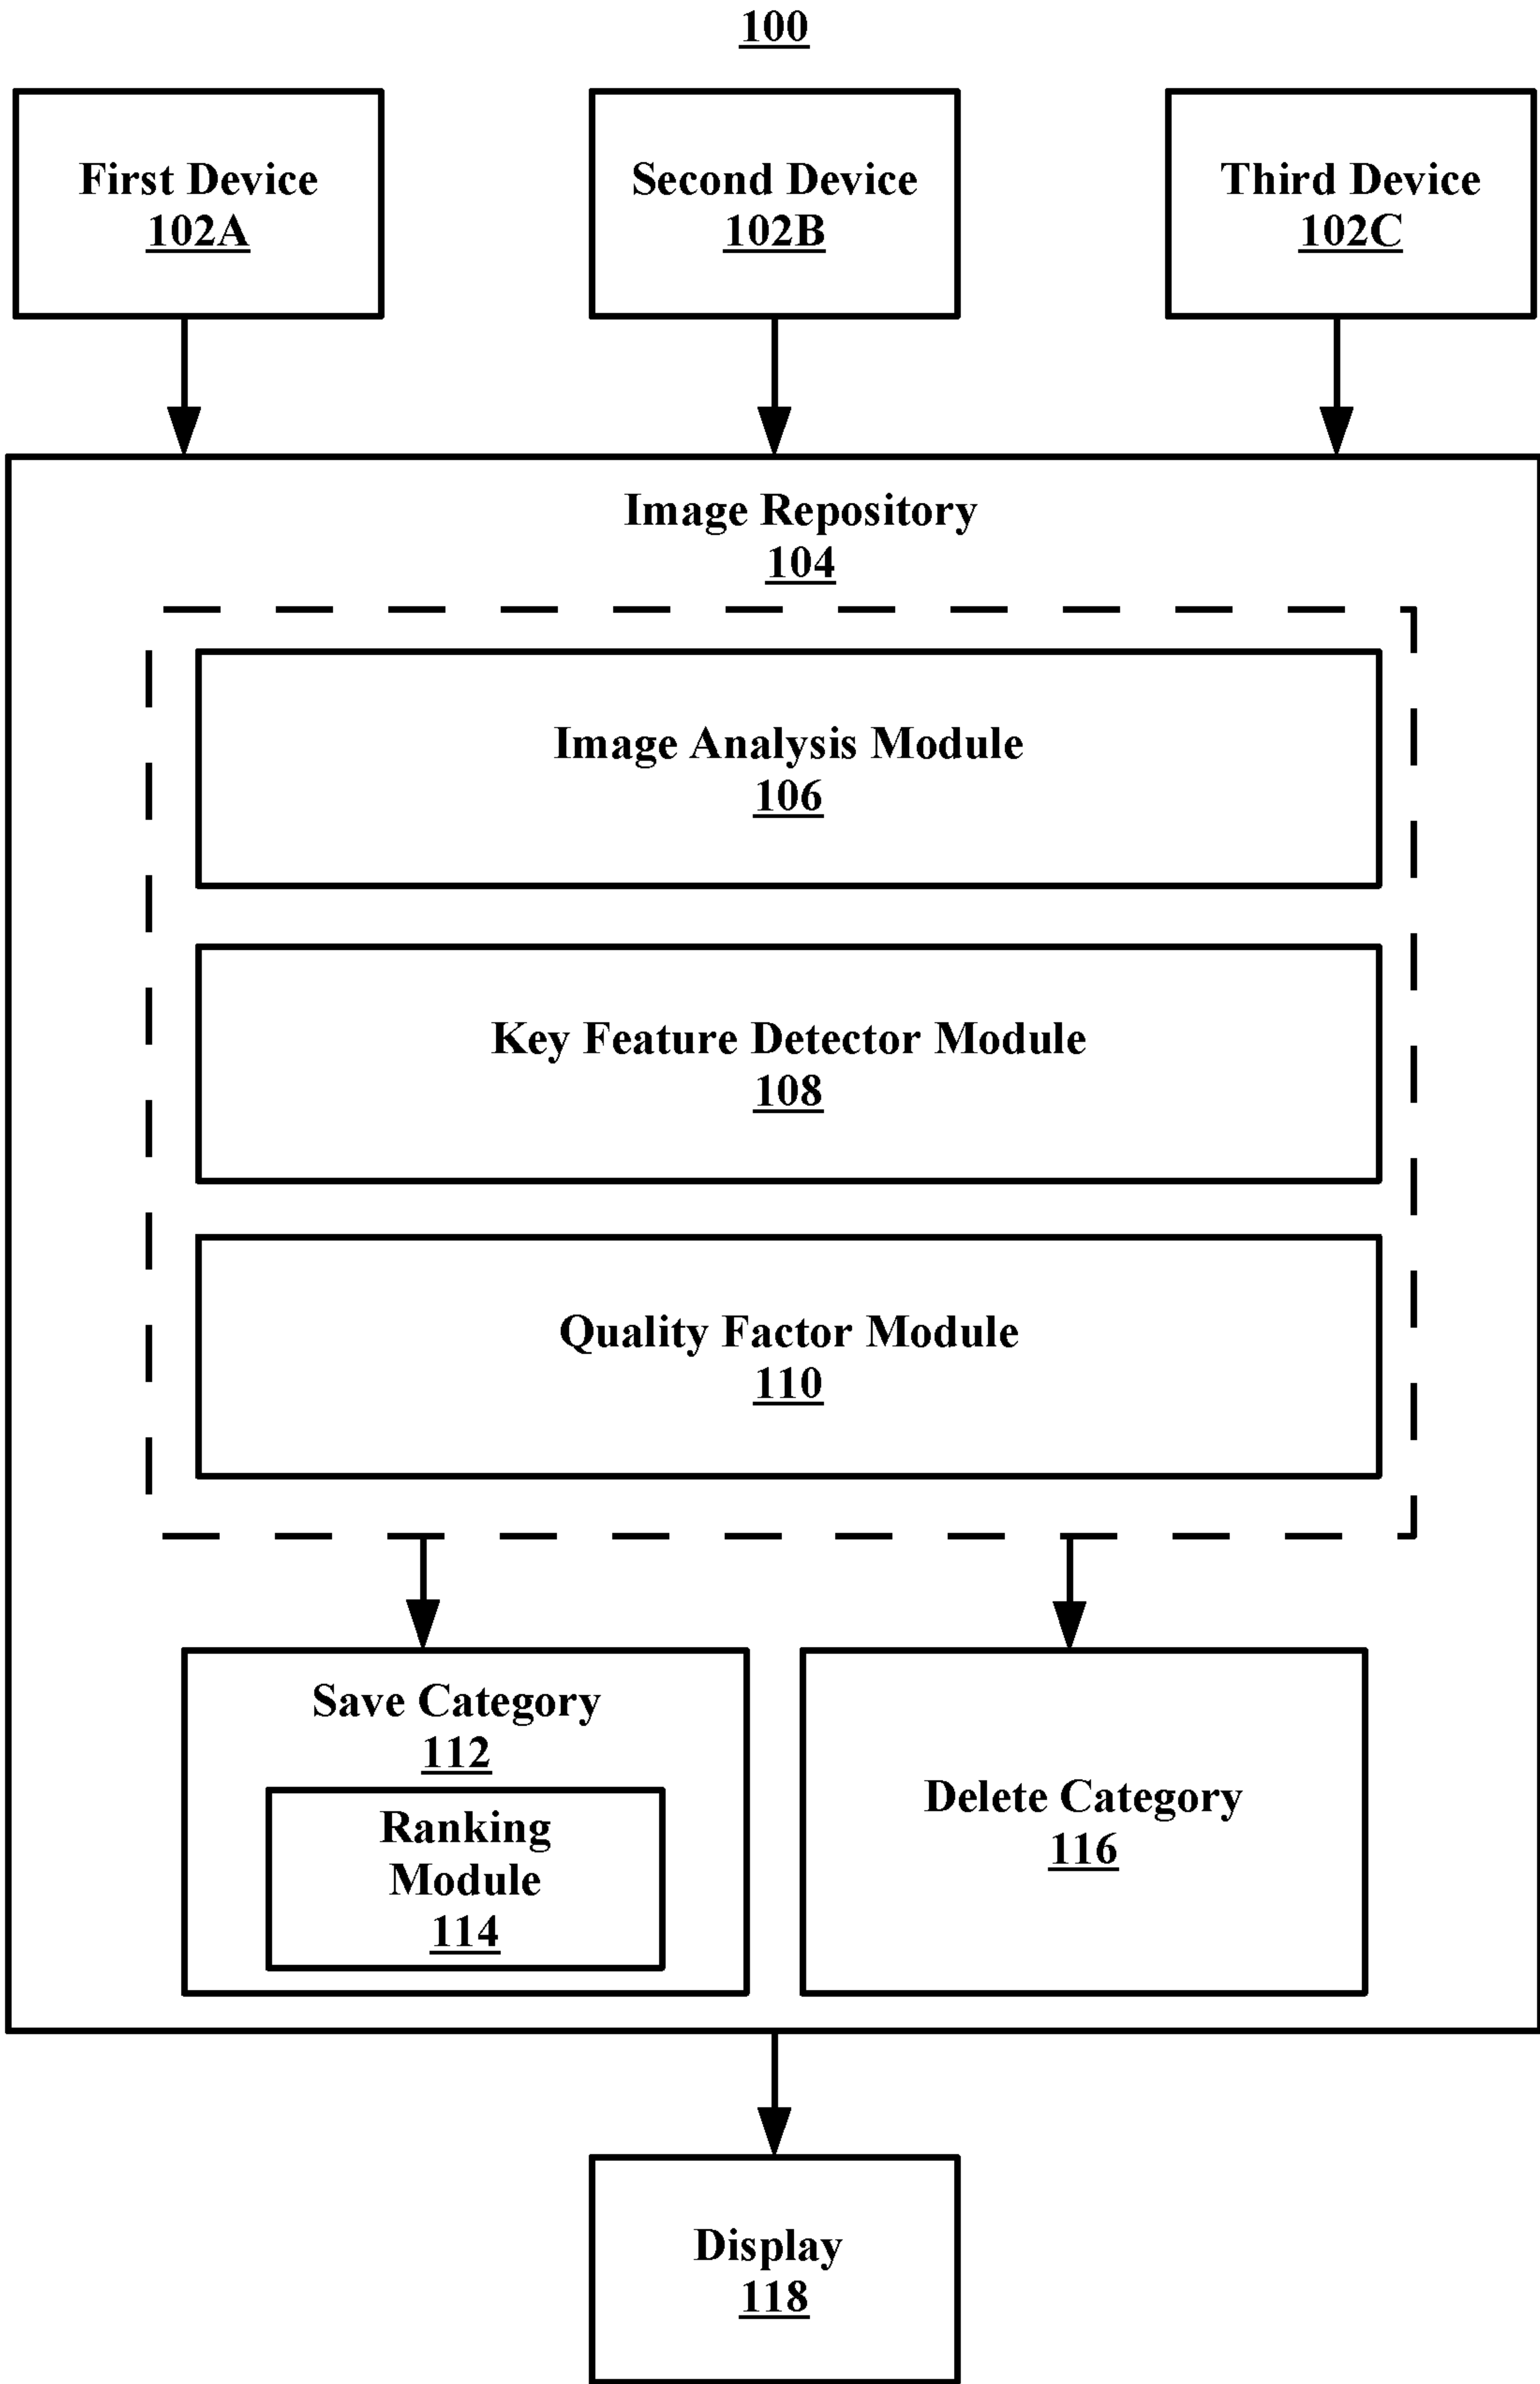 100
First Device
102A
Second Device
102B
Third Device
102C
Image Repository
104
Image Analysis Module
106
Key Feature Detector Module
108
Quality Factor Module
110
Save Category
112
Ranking
Module
114
Delete Category
116
Display
118